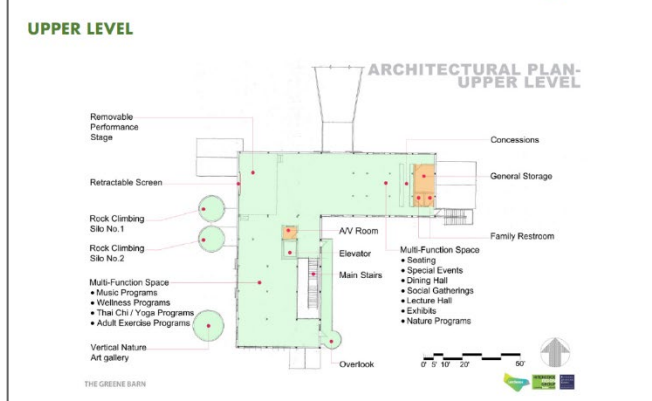 UPPER LEVEL
ARCHITECTURAL PLAN-
UPPER LEVEL
Removable
Performance
Stage
Retractable Screen
Rock Climbing
Silo No.1
Rock Climbing
Silo No.2
Multi-Function Space
• Music Programs
• Wellness Programs
• Thai Chi / Yoga Programs
• Adult Exercise Programs
Vertical Nature
Art gallery
A/V Room
Elevator
Main Stairs
Overlook
Concessions
General Storage
Family Restroom
Multi-Function Space
• Seating
• Special Events
• Dining Hall
• Social Gatherings
• Lecture Hall
• Exhibits
• Nature Programs
0' 5' 10' 20' 50'
THE GREENE BARN